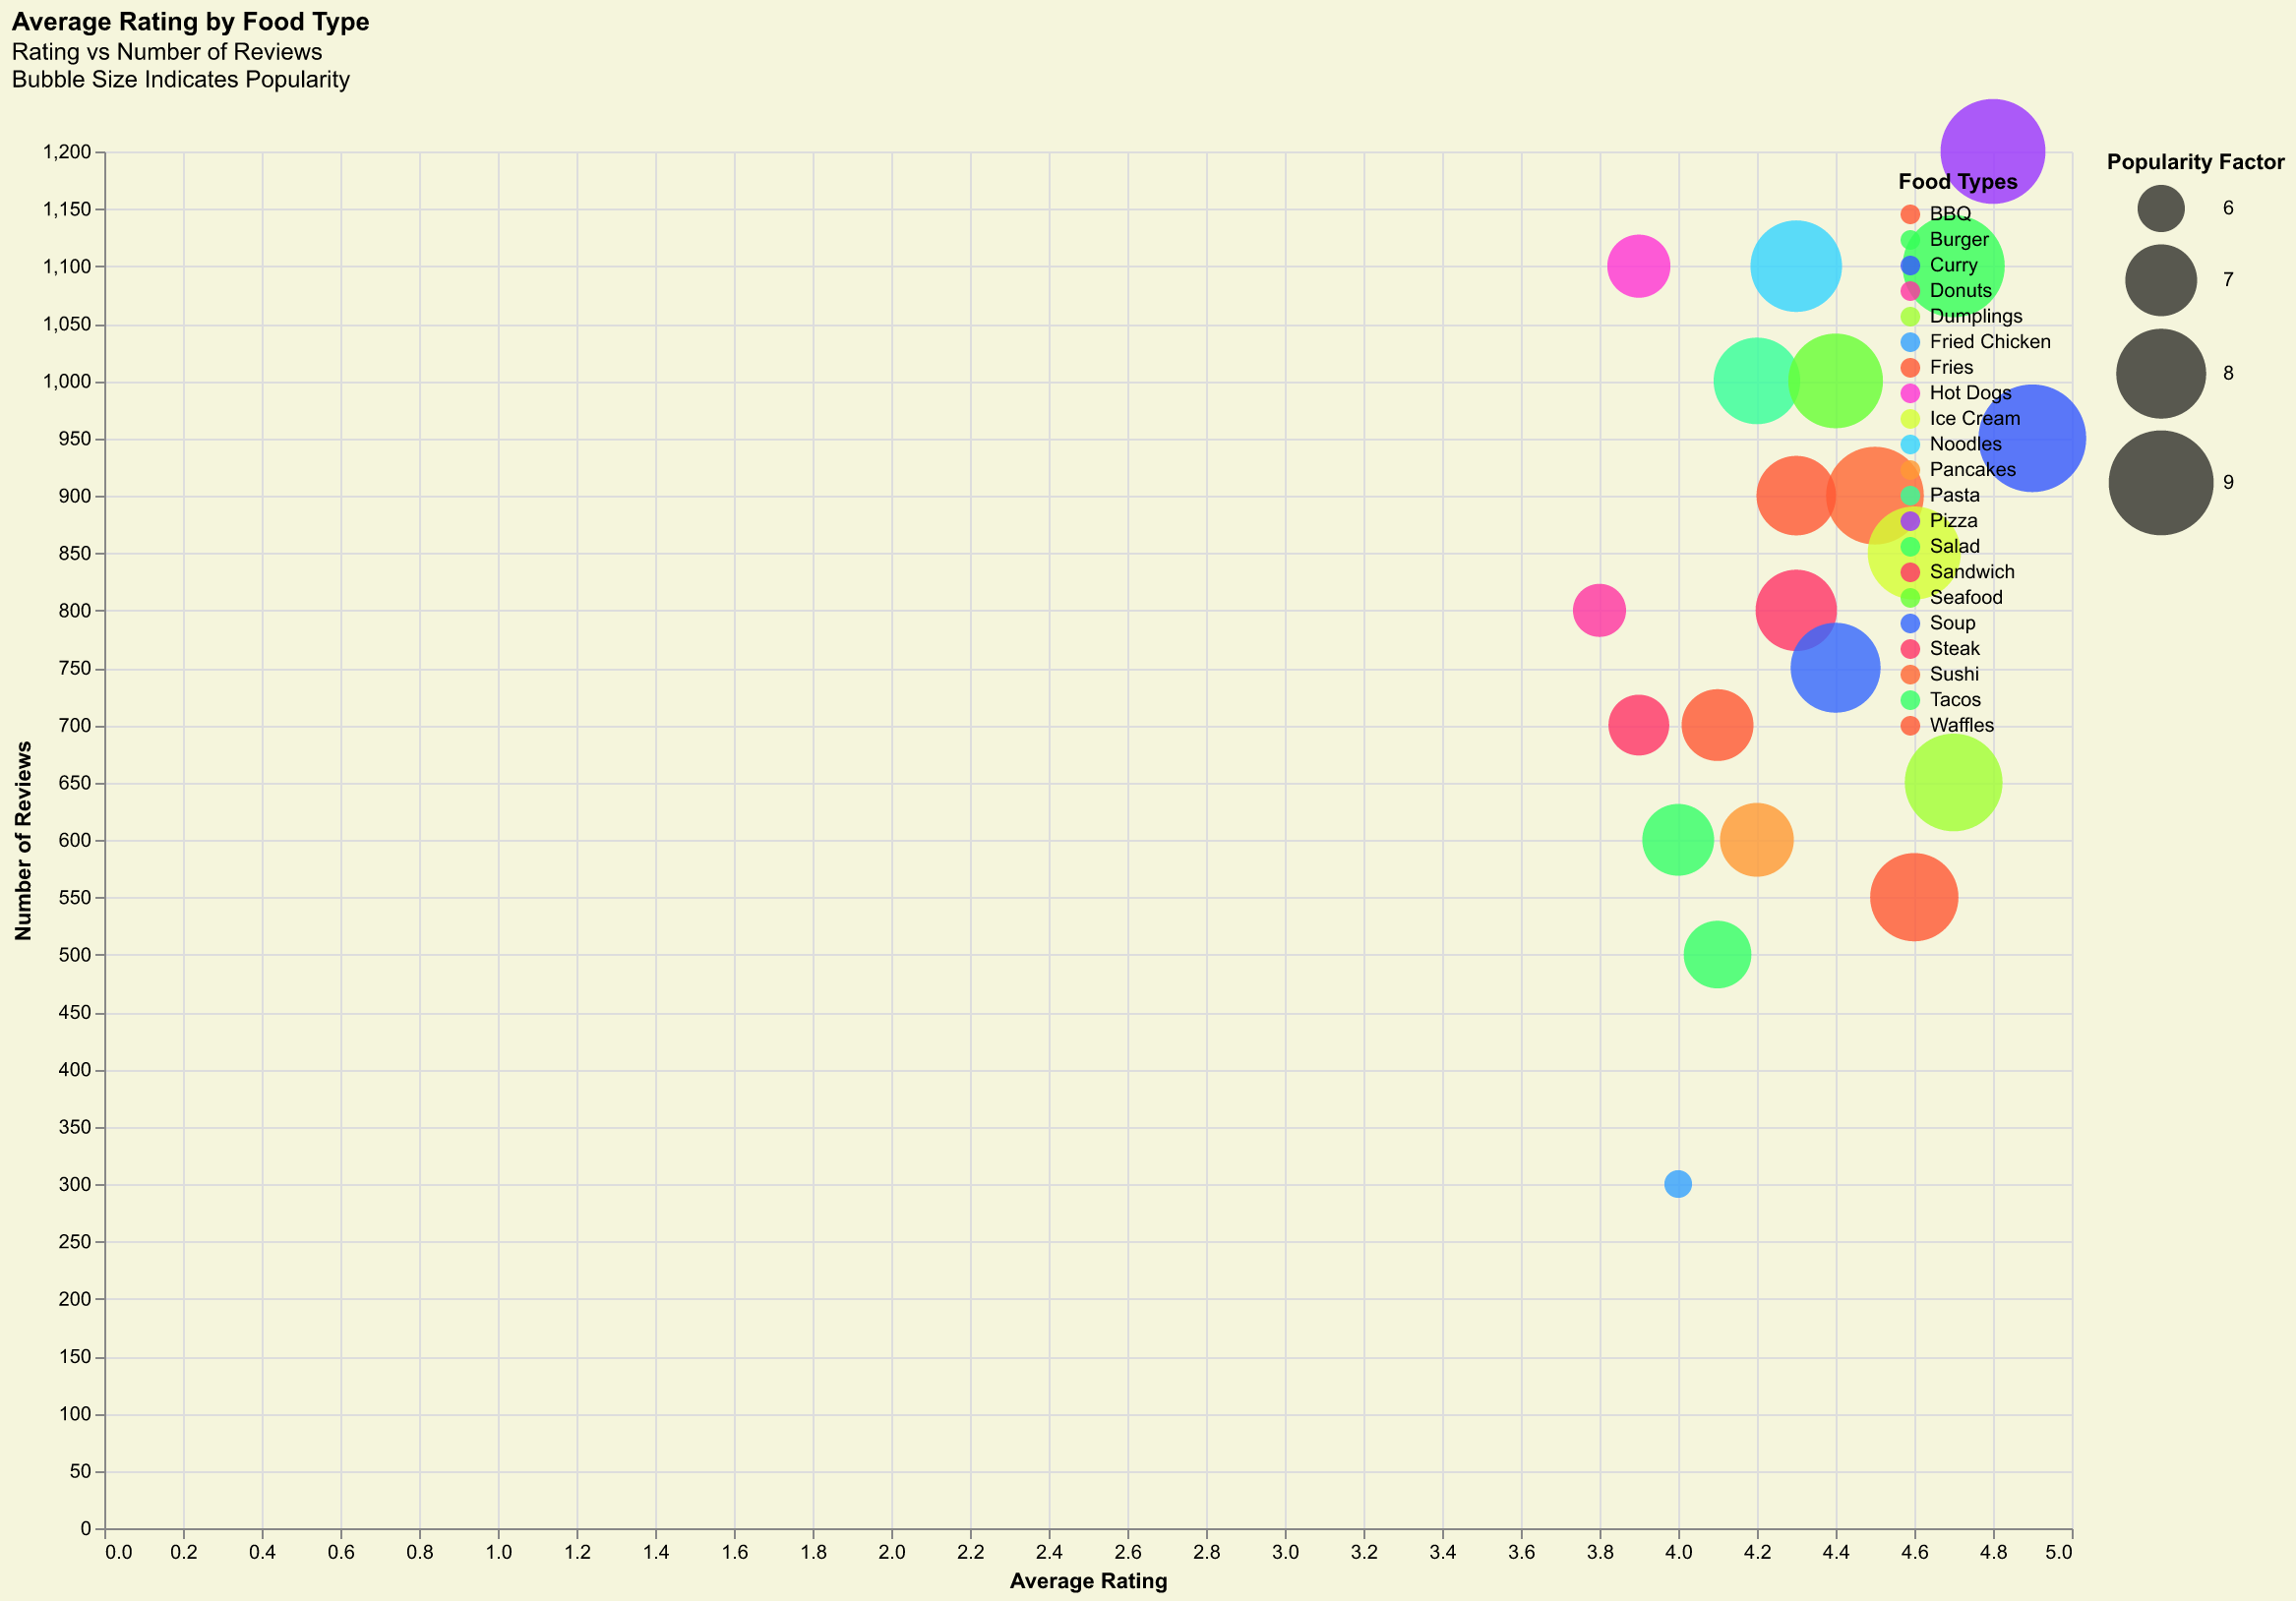 Average Rating by Food Type
Rating vs Number of Reviews
Bubble Size Indicates Popularity
Number of Reviews
1,200
1,150
1,100
1,050
1,000
950
900
850
800
750
700
650
600
550
500
450
400
350
300
250
200
150
100
50
0
0.0 0.2 0.4 0.6 0.8 1.0 1.2 1.4 1.6 1.8 2.0 2.2 2.4 2.6 2.8 3.0 3.2 3.4 3.6 3.8 4.0 4.2 4.4 4.6 4.8 5.0
Average Rating
Food Types
BBQ
Burger
Curry
Donuts
Dumplings
Fried Chicken
Fries
Hot Dogs
Ice Cream
Noodles
Pancakes
Pasta
Pizza
Salad
Sandwich
Seafood
Soup
Steak
Sushi
Tacos
Waffles
Popularity Factor
6
7
8
9